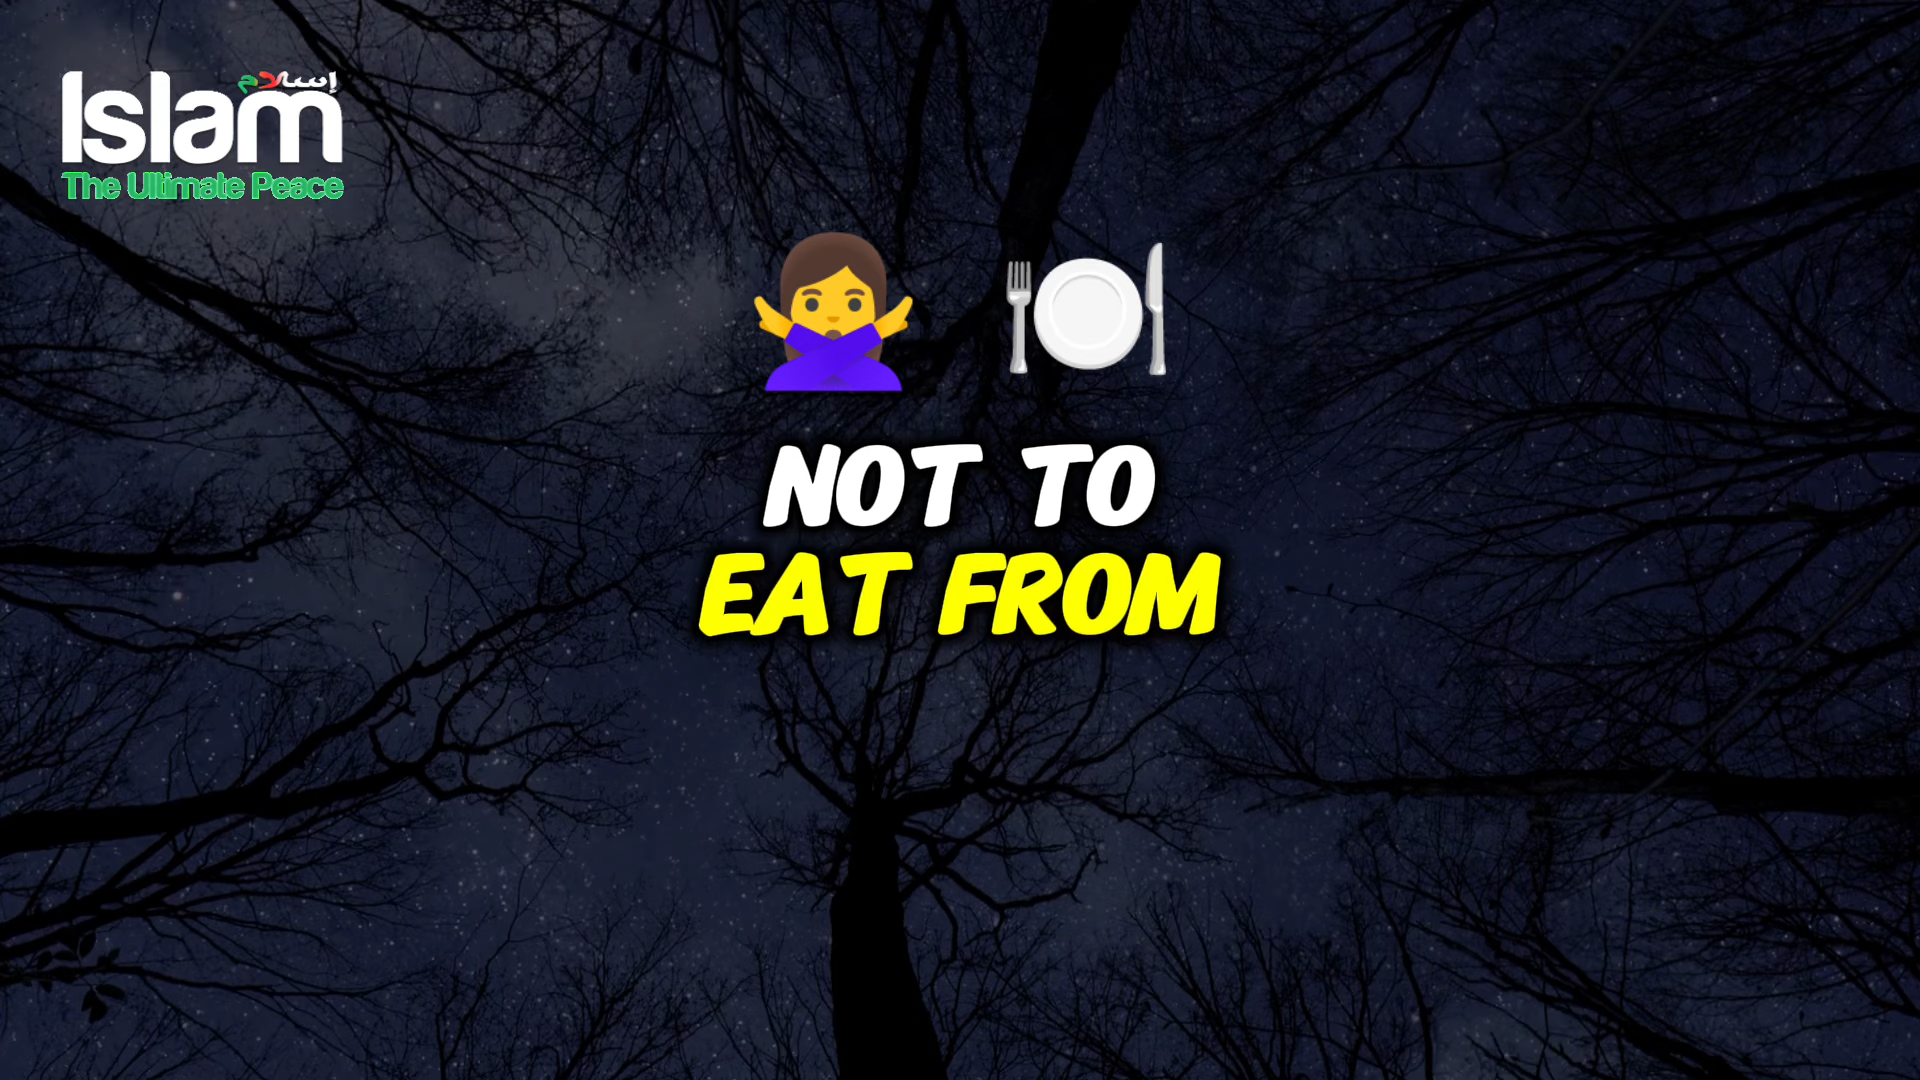 إسلام
Islam
The Ultimate Peace
NOT TO
EAT FROM